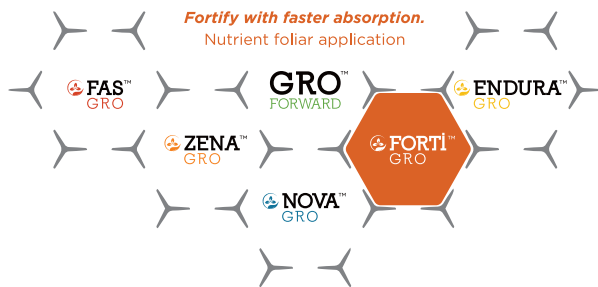 Fortify with faster absorption.
Nutrient foliar application
FAS™
GRO
GRO™
FORWARD
ENDURA™
GRO
ZENA™
GRO
FORTI™
GRO
NOVA™
GRO